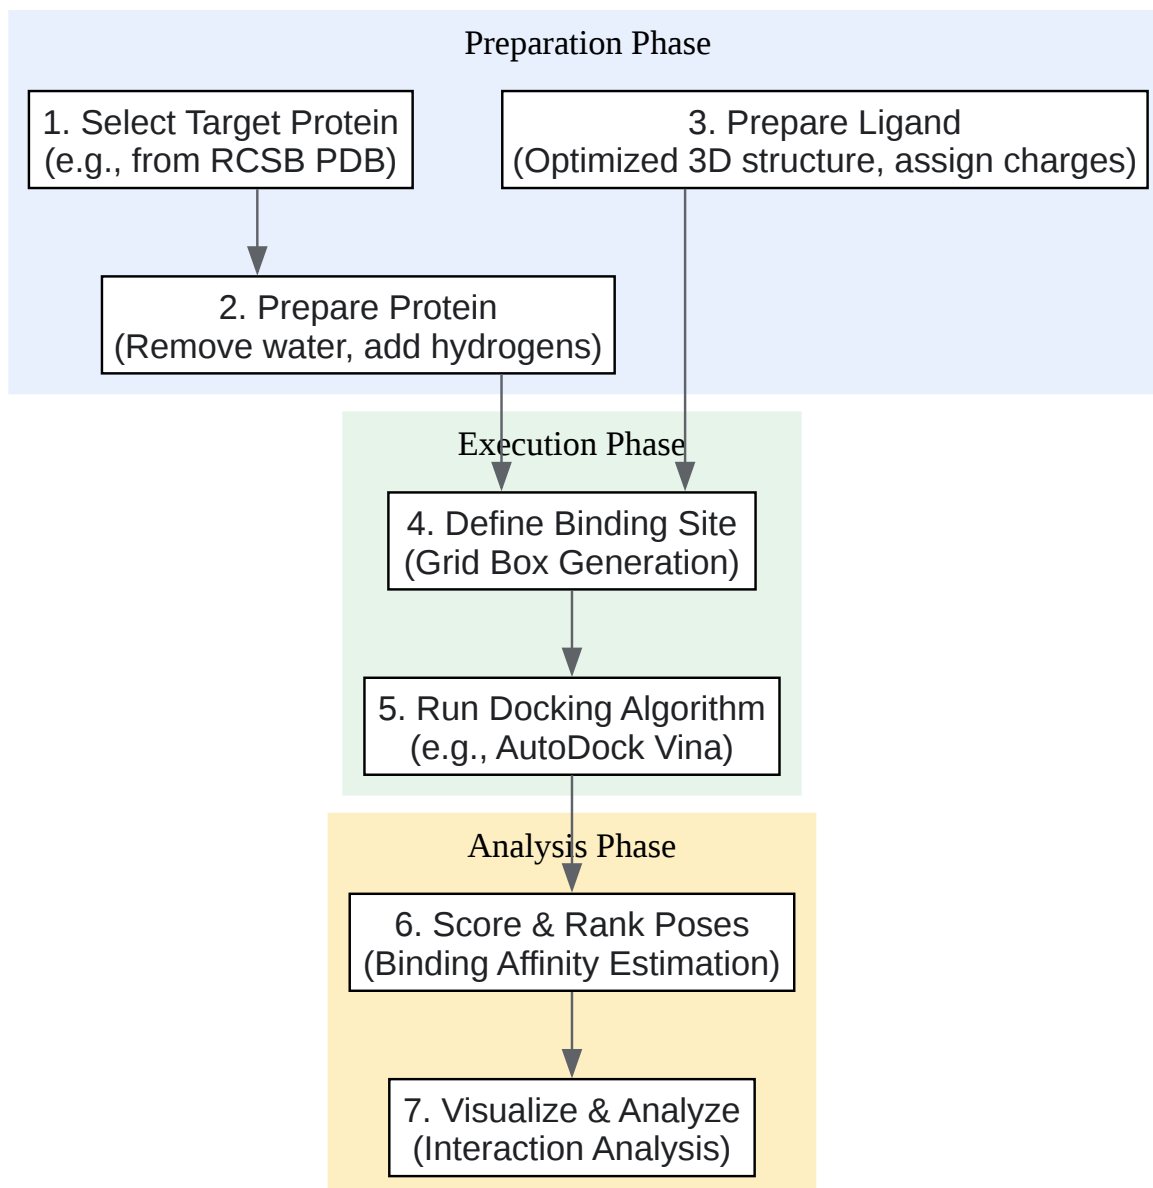 Preparation Phase
1. Select Target Protein
(e.g., from RCSB PDB)
3. Prepare Ligand
(Optimized 3D structure, assign charges)
2. Prepare Protein
(Remove water, add hydrogens)
Execution Phase
4. Define Binding Site
(Grid Box Generation)
5. Run Docking Algorithm
(e.g., AutoDock Vina)
Analysis Phase
6. Score & Rank Poses
(Binding Affinity Estimation)
7. Visualize & Analyze
(Interaction Analysis)